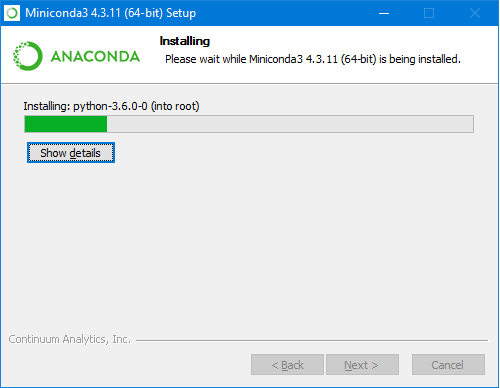 Miniconda3 4.3.11 (64-bit) Setup
ANACONDA
Installing
Please wait while Miniconda3 4.3.11 (64-bit) is being installed.
Installing: python-3.6.0-0 (into root)
Show details
Continuum Analytics, Inc.
< Back Next > Cancel